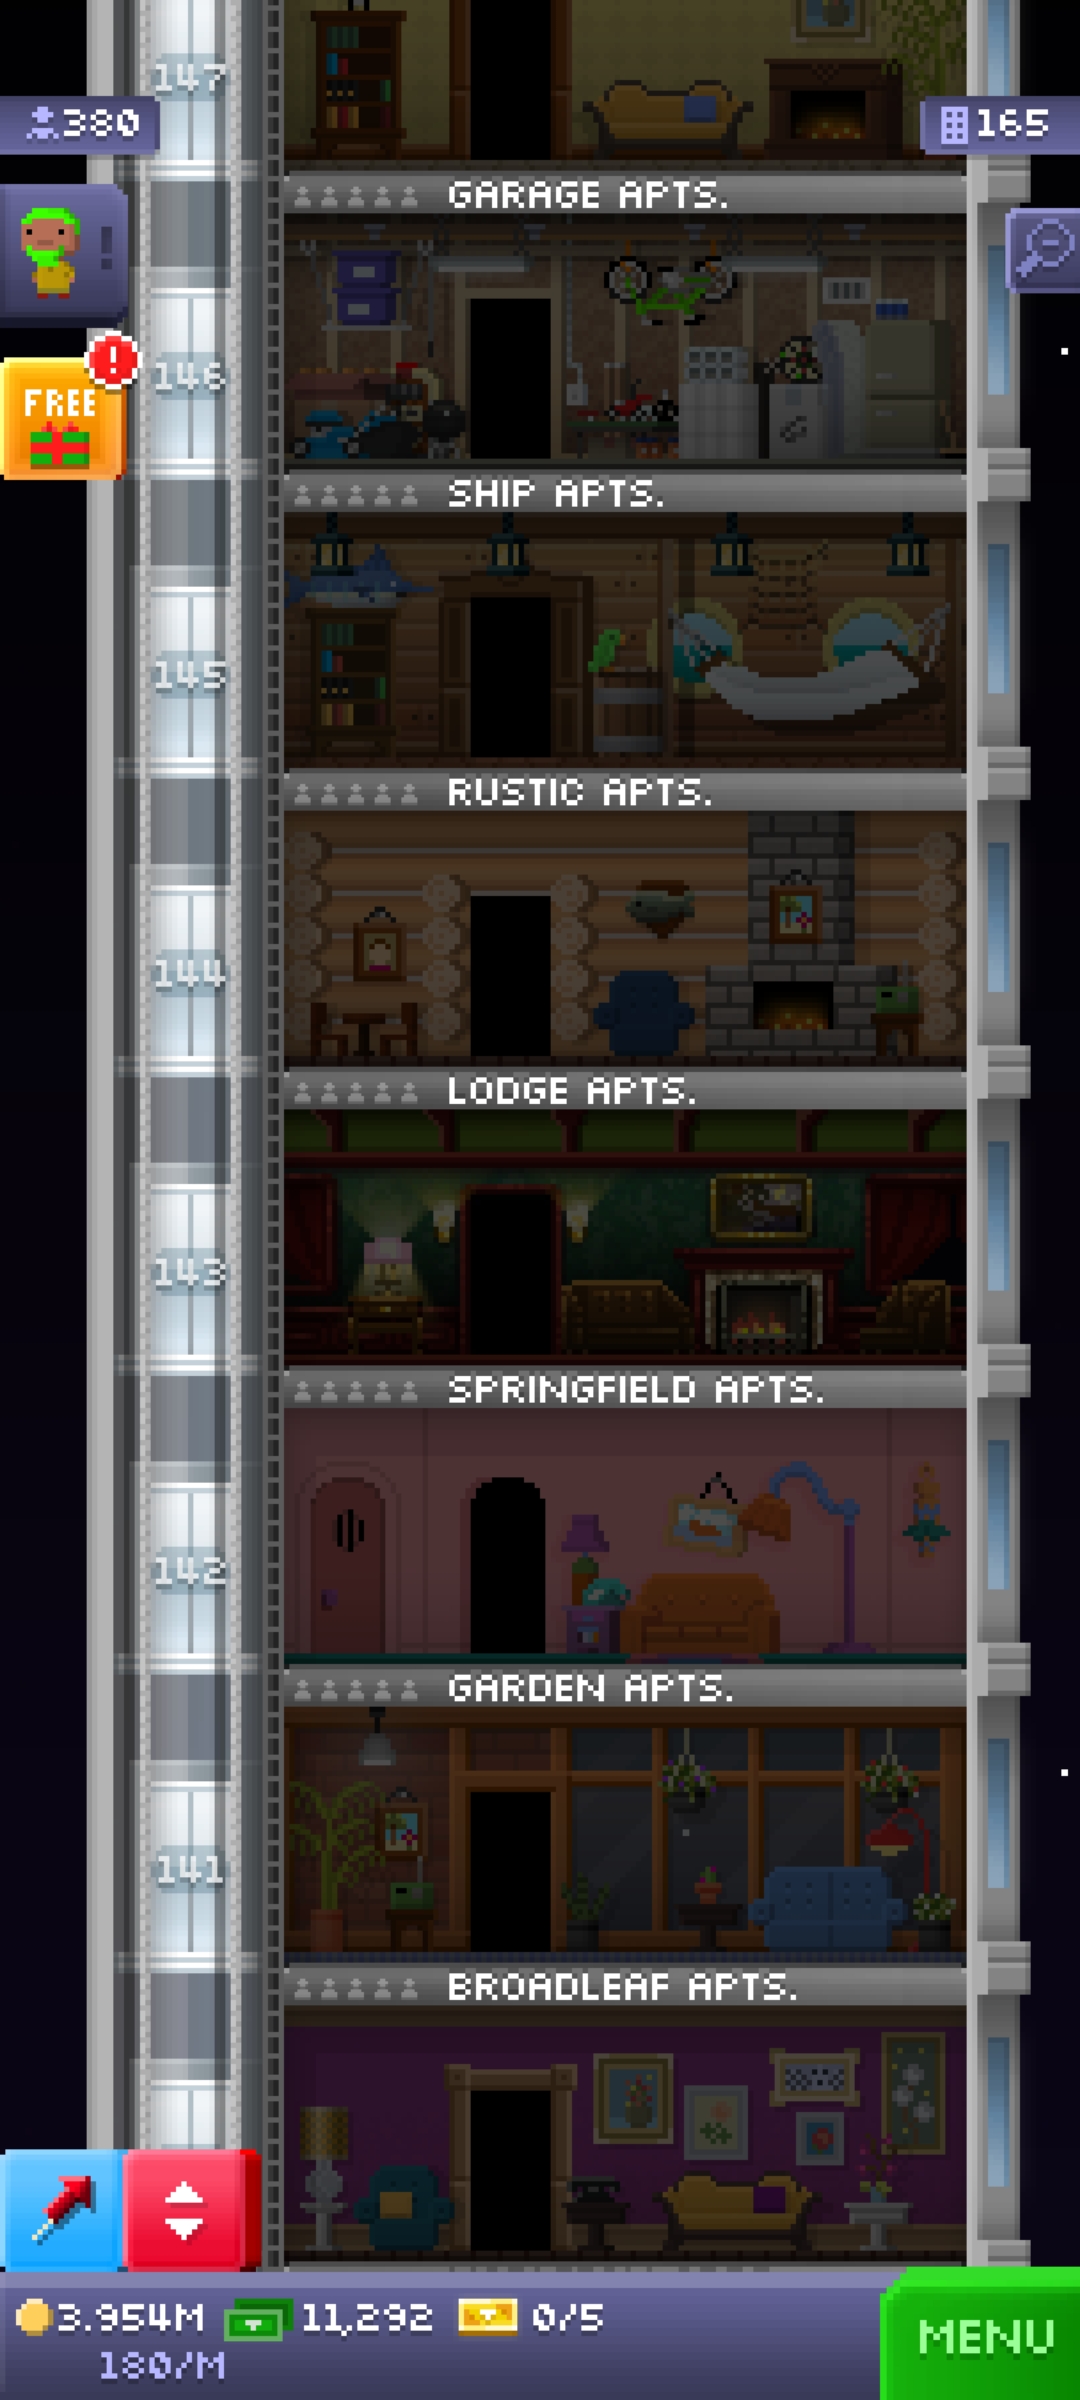 147
380
165
GARAGE APTS.
!
FREE
146
SHIP APTS.
145
RUSTIC APTS.
144
LODGE APTS.
143
SPRINGFIELD APTS.
142
GARDEN APTS.
141
BROADLEAF APTS.
3.954M 11,292 0/5
180/M
MENU